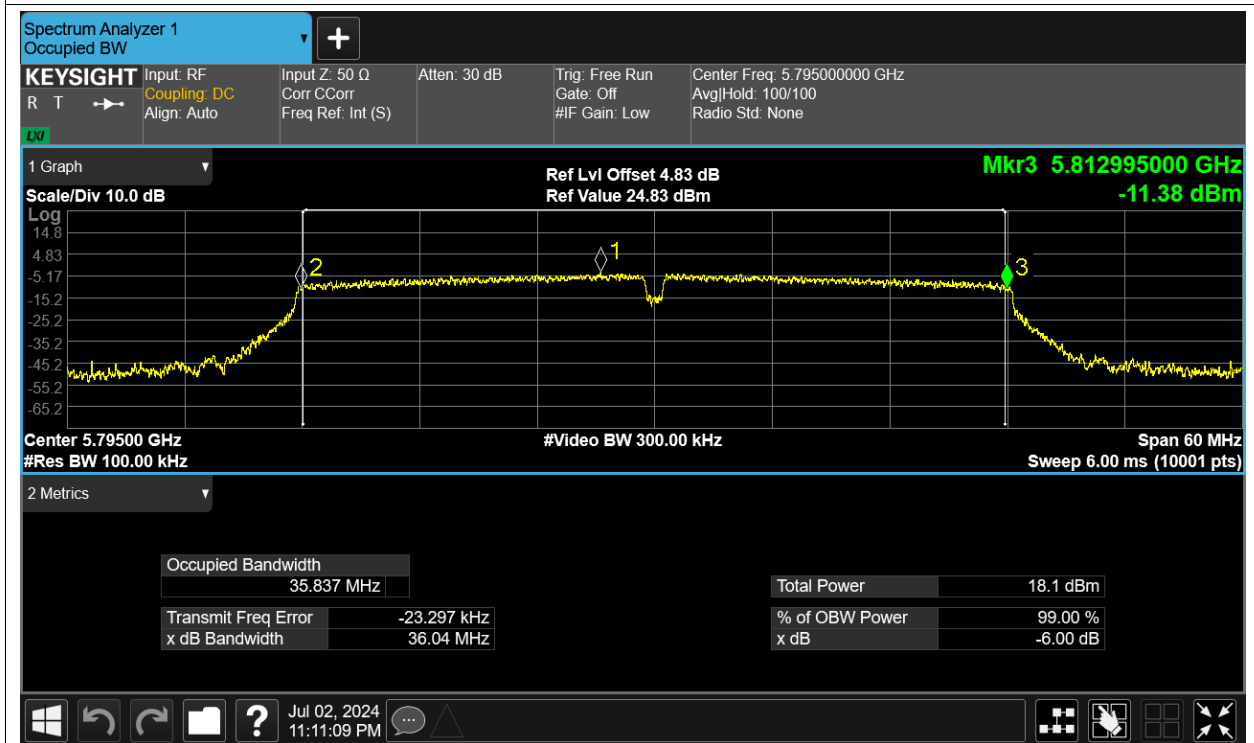 Spectrum Analyzer 1
Occupied BW
+
KEYSIGHT
R T
LXI
Input: RF
Coupling: DC
Align: Auto
Input Z: 50 Ω
Corr CCorr
Freq Ref: Int (S)
Atten: 30 dB
Trig: Free Run
Gate: Off
#IF Gain: Low
Center Freq: 5.795000000 GHz
Avg|Hold: 100/100
Radio Std: None
1 Graph
Scale/Div 10.0 dB
Ref Lvl Offset 4.83 dB
Ref Value 24.83 dBm
Mkr3 5.812995000 GHz
-11.38 dBm
Log
14.8
4.83
-5.17
-15.2
-25.2
-35.2
-45.2
-55.2
-65.2
2
1
3
Center 5.79500 GHz
#Res BW 100.00 kHz
#Video BW 300.00 kHz
Span 60 MHz
Sweep 6.00 ms (10001 pts)
2 Metrics
Occupied Bandwidth
35.837 MHz
Transmit Freq Error -23.297 kHz
x dB Bandwidth 36.04 MHz
Total Power 18.1 dBm
% of OBW Power 99.00 %
x dB -6.00 dB
?
Jul 02, 2024
11:11:09 PM